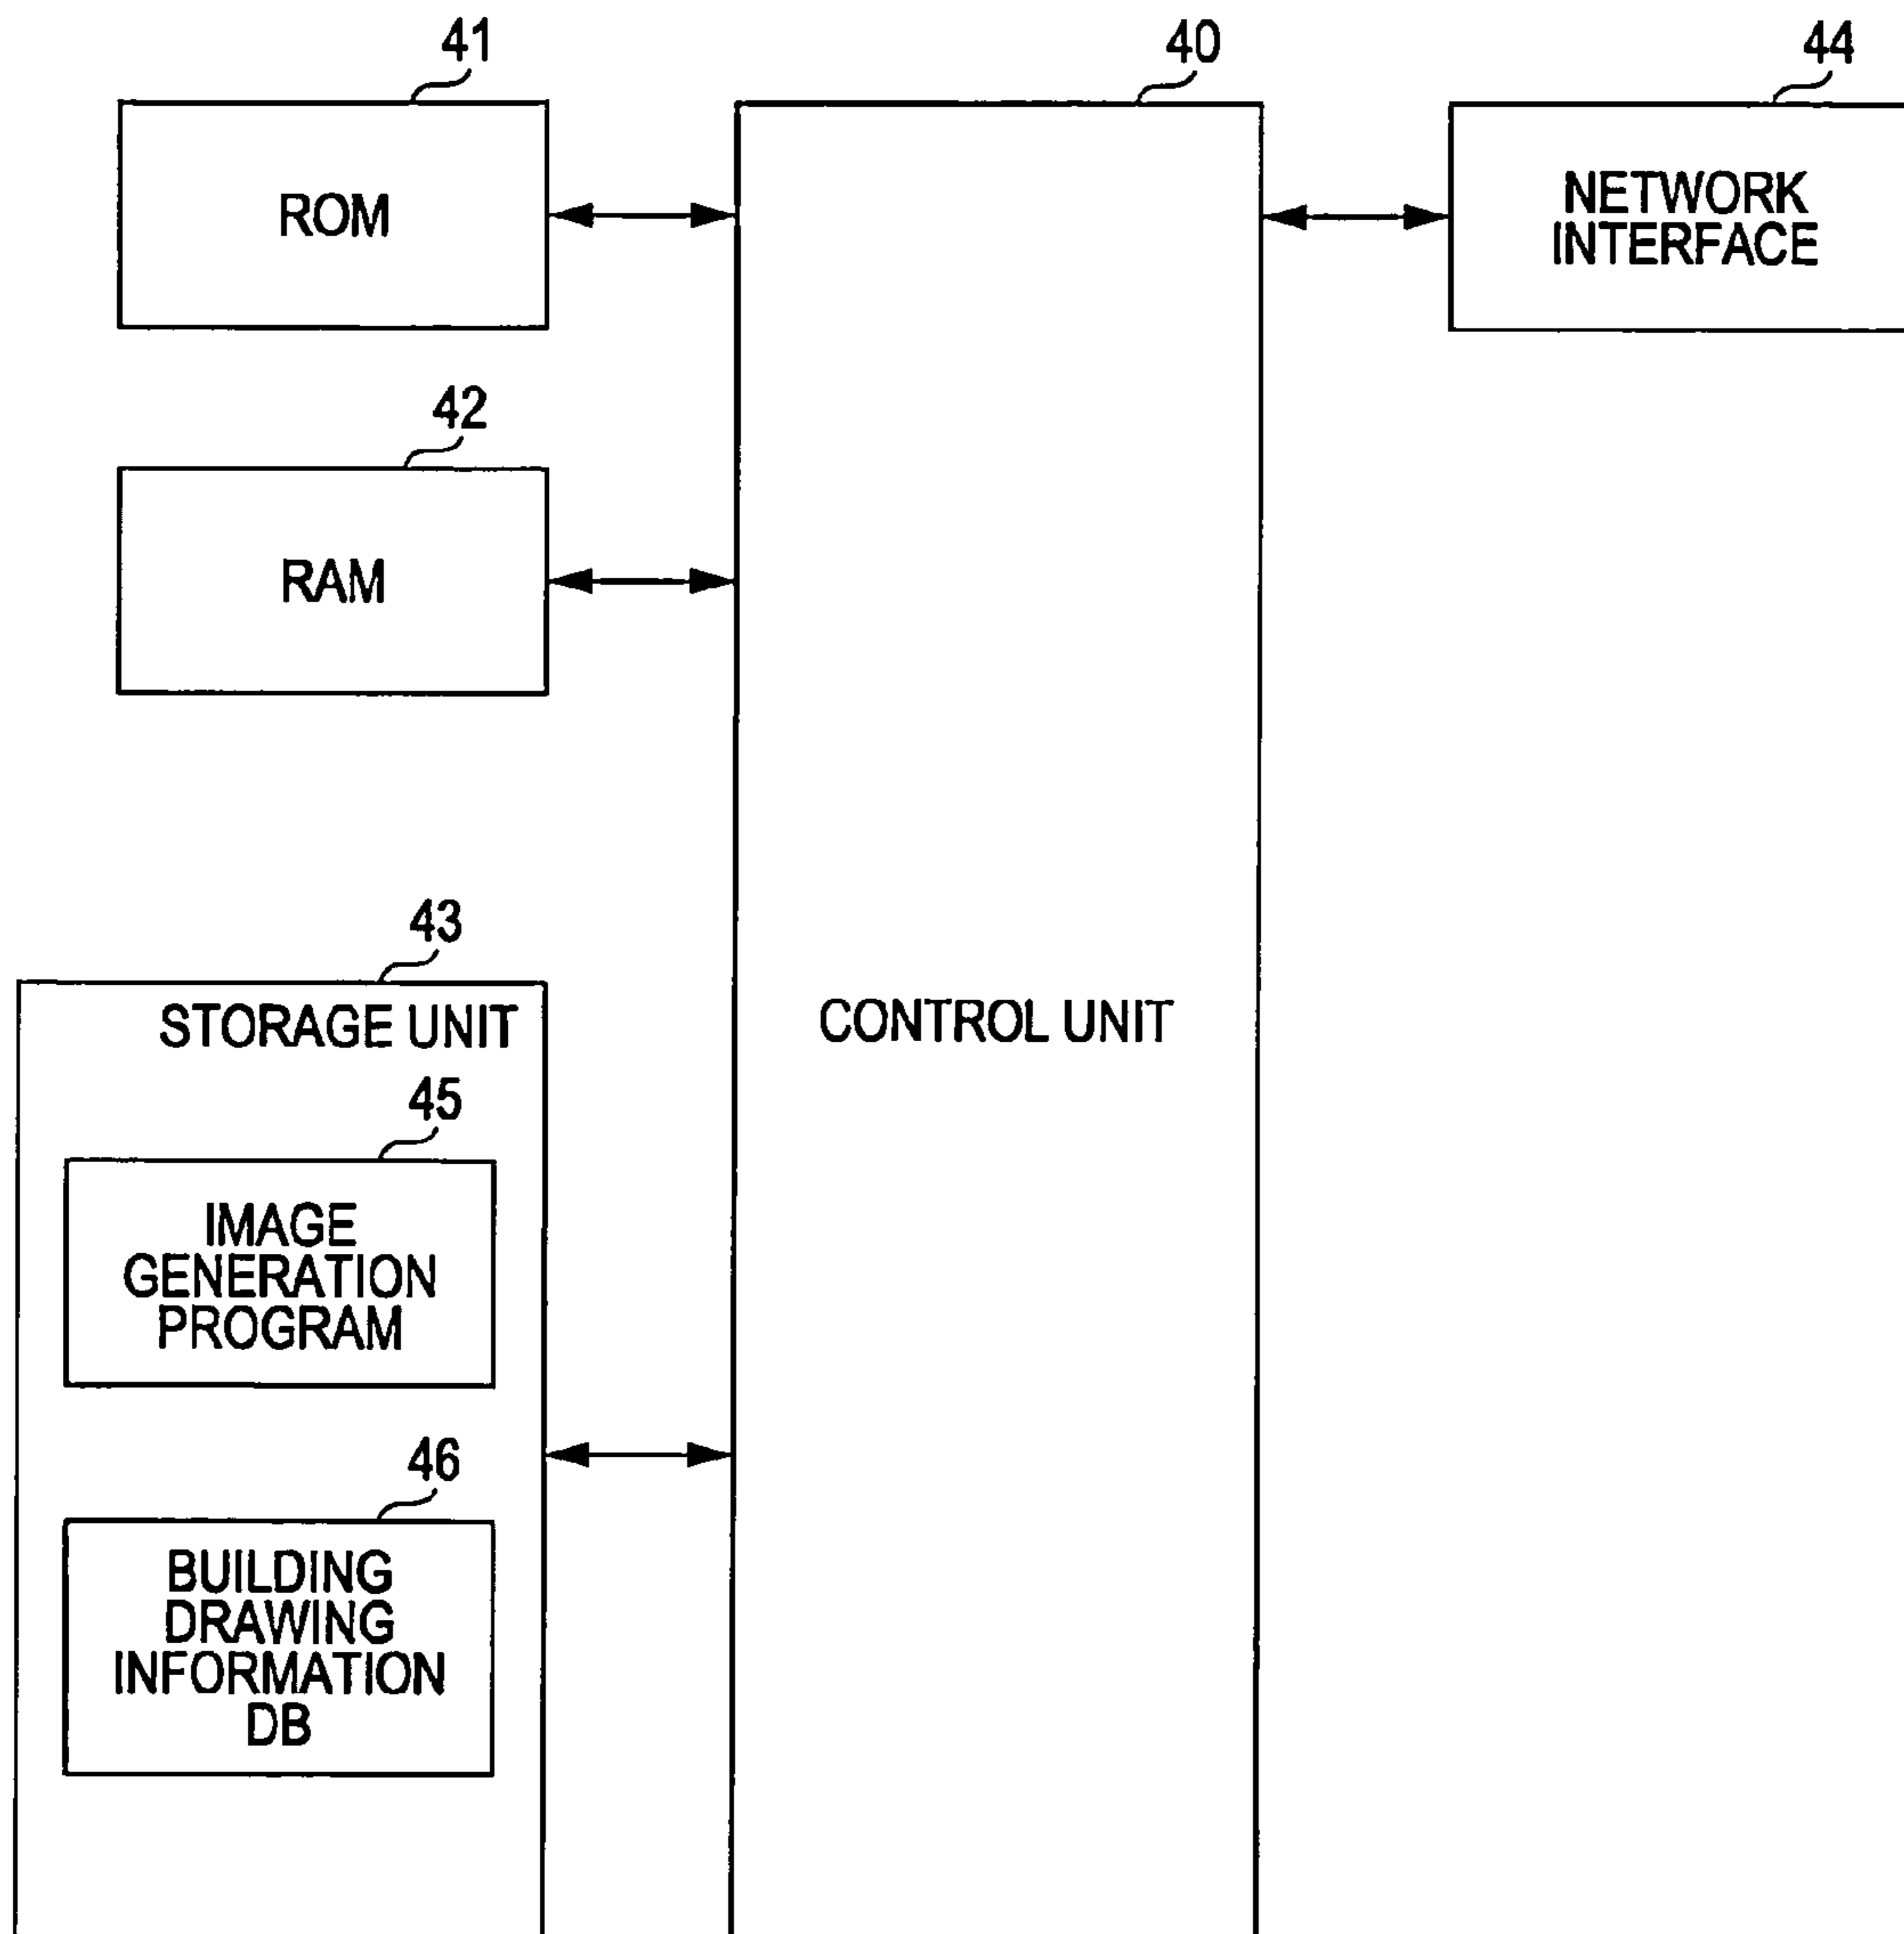 41
40
44
ROM
NETWORK
INTERFACE
42
RAM
43
STORAGE UNIT
CONTROL UNIT
45
IMAGE
GENERATION
PROGRAM
46
BUILDING
DRAWING
INFORMATION
DB